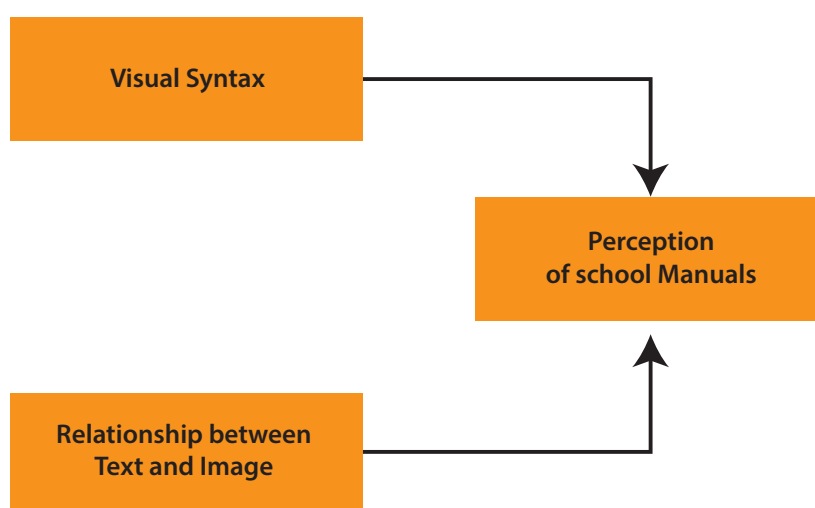 Visual Syntax
Perception
of school Manuals
Relationship between
Text and Image